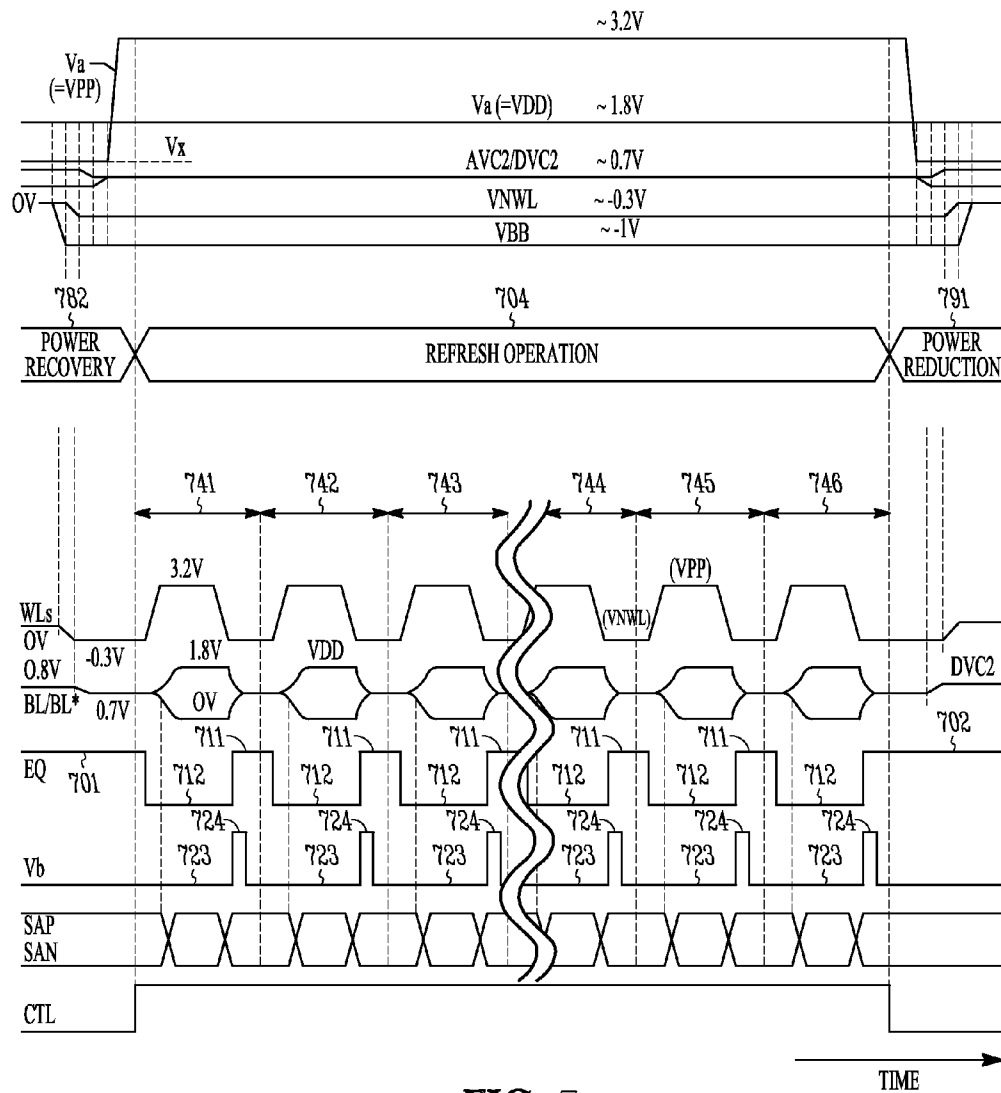 ~ 3.2V
Va
(=VPP)
Va (=VDD) ~ 1.8V
Vx
AVC2/DVC2 ~ 0.7V
OV
VNWL ~ -0.3V
VBB ~ -1V
782 704 791
POWER RECOVERY REFRESH OPERATION POWER REDUCTION
741 742 743 744 745 746
3.2V (VPP)
WLs
OV -0.3V (VNWL)
0.8V 1.8V VDD DVC2
BL/BL* 0.7V OV
711 711 711 711 711 702
EQ 701 712 712 712 712 712 712
724 724 724 724 724 724
Vb 723 723 723 723 723 723
SAP
SAN
CTL
TIME